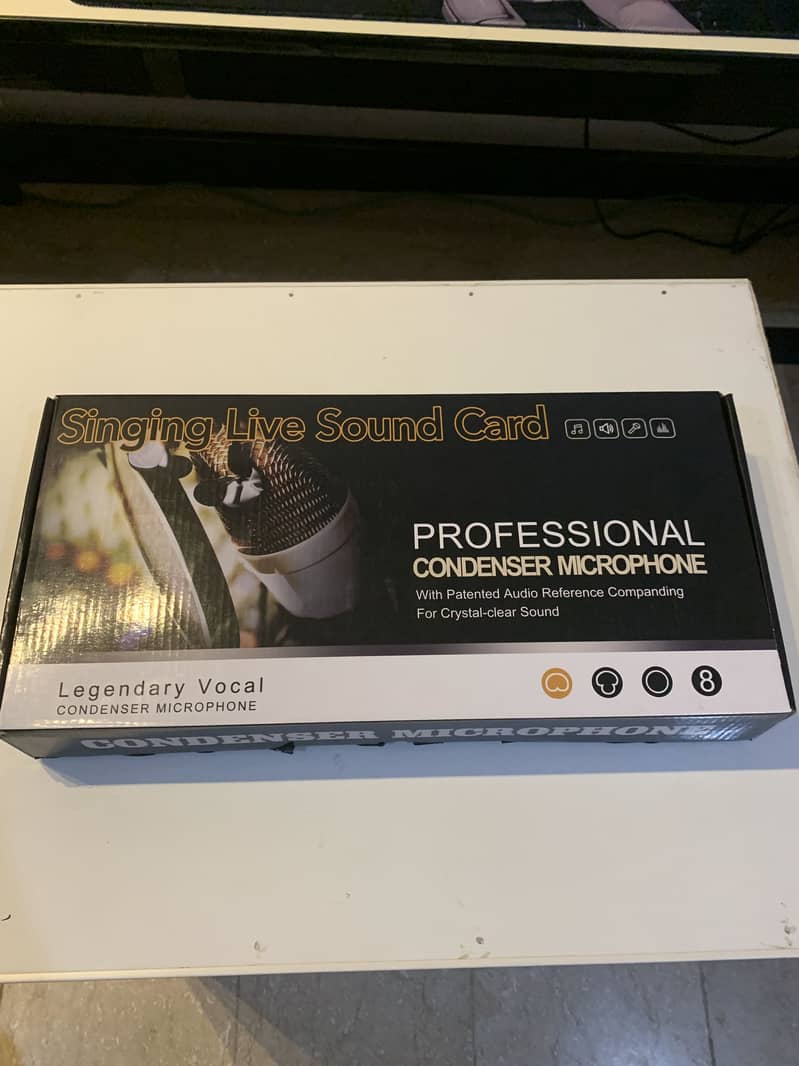 Singing Live Sound Card
PROFESSIONAL
CONDENSER MICROPHONE
With Patented Audio Reference Companding
For Crystal-clear Sound
Legendary Vocal
CONDENSER MICROPHONE
8
CONDENSER MICROPHONE